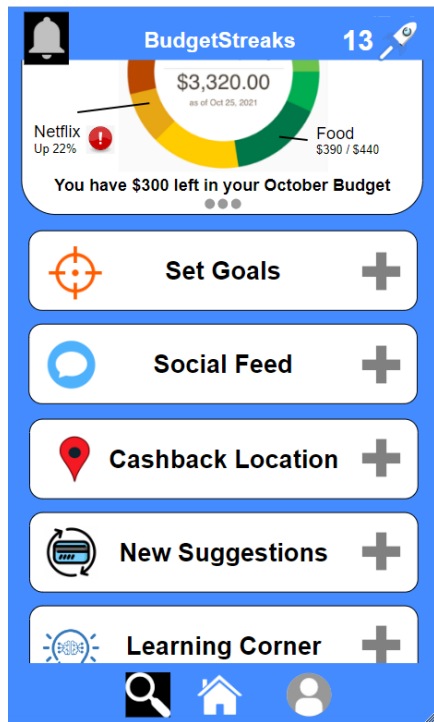 BudgetStreaks
13
$3,320.00
as of Oct 25, 2021
Netflix
Up 22%
Food
$390 / $440
You have $300 left in your October Budget
Set Goals
Social Feed
Cashback Location
New Suggestions
Learning Corner